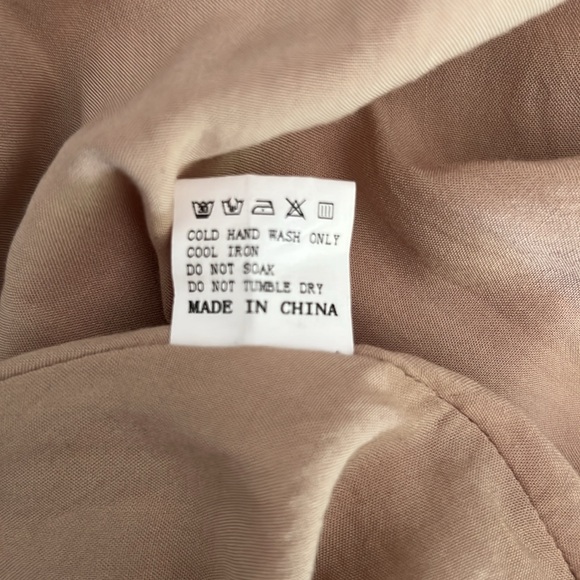 COLD HAND WASH ONLY
COOL IRON
DO NOT SOAK
DO NOT TUMBLE DRY
MADE IN CHINA